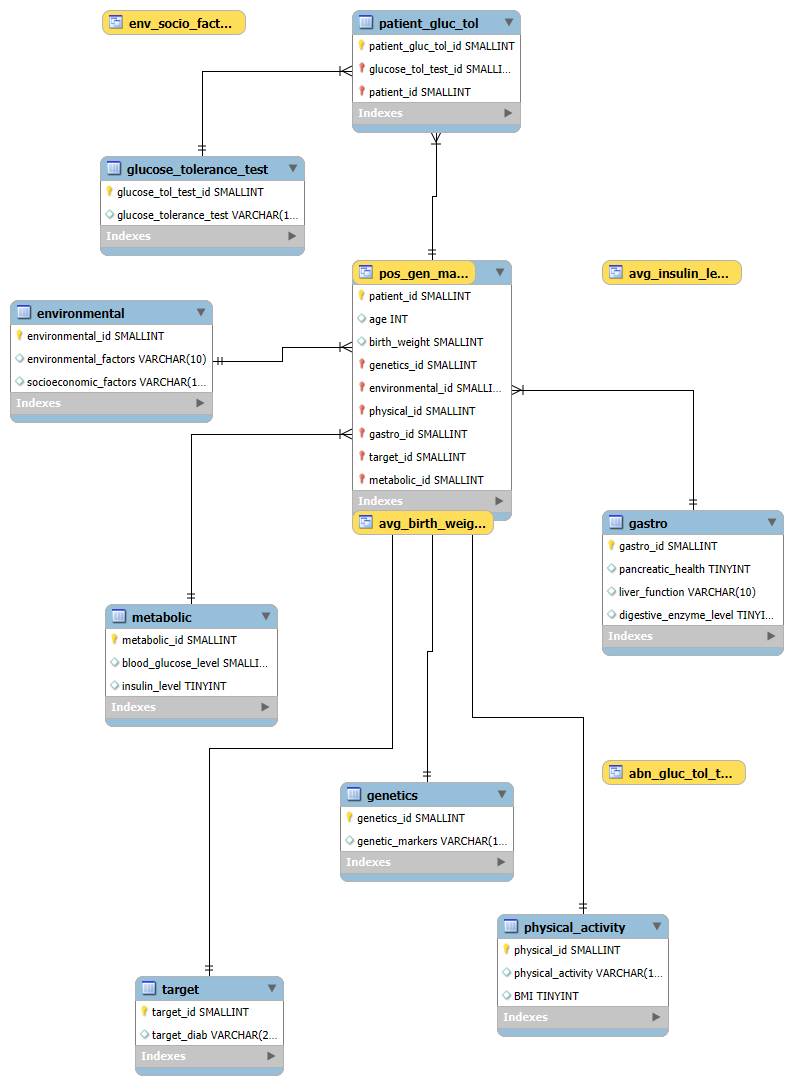 env_socio_fact...
patient_gluc_tol
patient_gluc_tol_id SMALLINT
glucose_tol_test_id SMALLI...
patient_id SMALLINT
Indexes
glucose_tolerance_test
glucose_tol_test_id SMALLINT
glucose_tolerance_test VARCHAR(1...
Indexes
pos_gen_ma...
patient_id SMALLINT
age INT
birth_weight SMALLINT
genetics_id SMALLINT
environmental_id SMALLI...
physical_id SMALLINT
gastro_id SMALLINT
target_id SMALLINT
metabolic_id SMALLINT
Indexes
avg_birth_weig...
avg_insulin_le...
environmental
environmental_id SMALLINT
environmental_factors VARCHAR(10)
socioeconomic_factors VARCHAR(1...
Indexes
gastro
gastro_id SMALLINT
pancreatic_health TINYINT
liver_function VARCHAR(10)
digestive_enzyme_level TINYI...
Indexes
metabolic
metabolic_id SMALLINT
blood_glucose_level SMALLI...
insulin_level TINYINT
Indexes
abn_gluc_tol_t...
genetics
genetics_id SMALLINT
genetic_markers VARCHAR(1...
Indexes
physical_activity
physical_id SMALLINT
physical_activity VARCHAR(1...
BMI TINYINT
Indexes
target
target_id SMALLINT
target_diab VARCHAR(2...
Indexes